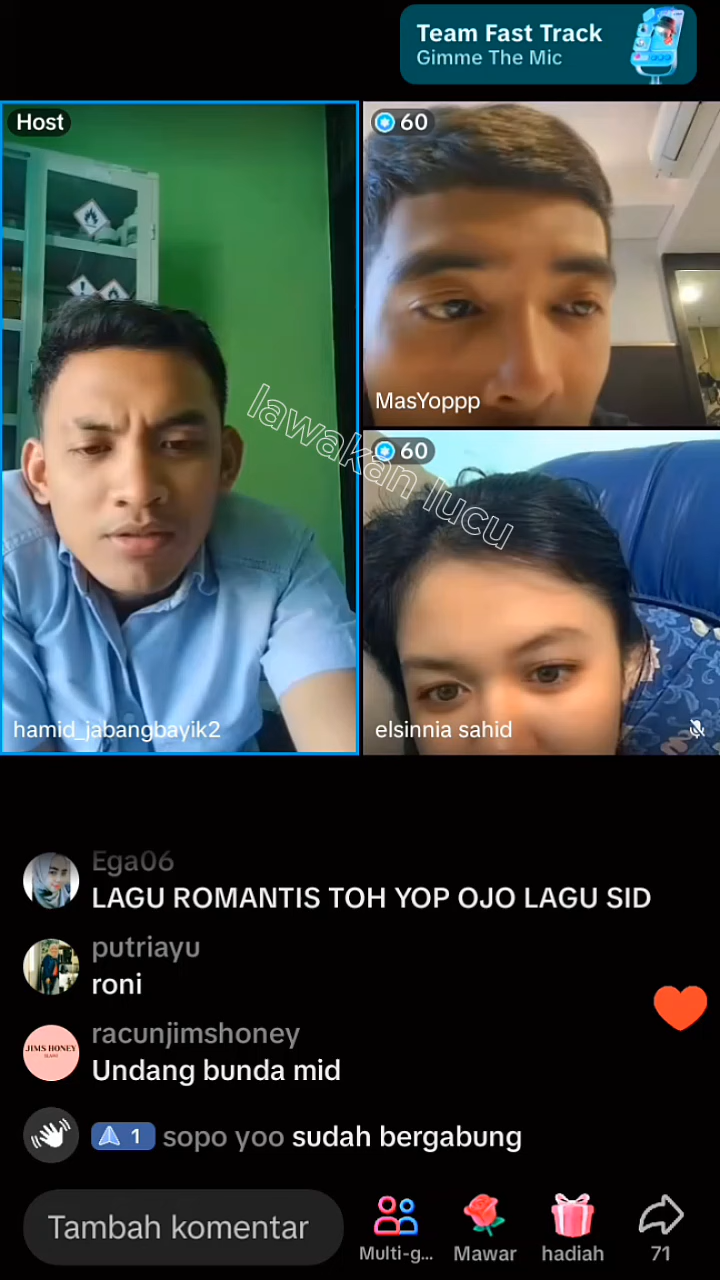 Team Fast Track
Gimme The Mic
Host
60
MasYoppp
lawakan lucu
60
hamid_jabangbayik2
elsinnia sahid
Ega06
LAGU ROMANTIS TOH YOP OJO LAGU SID
putriayu
roni
JIMS HONEY
racunjimshoney
Undang bunda mid
1 sopo yoo sudah bergabung
Tambah komentar
Multi-g...
Mawar
hadiah
71